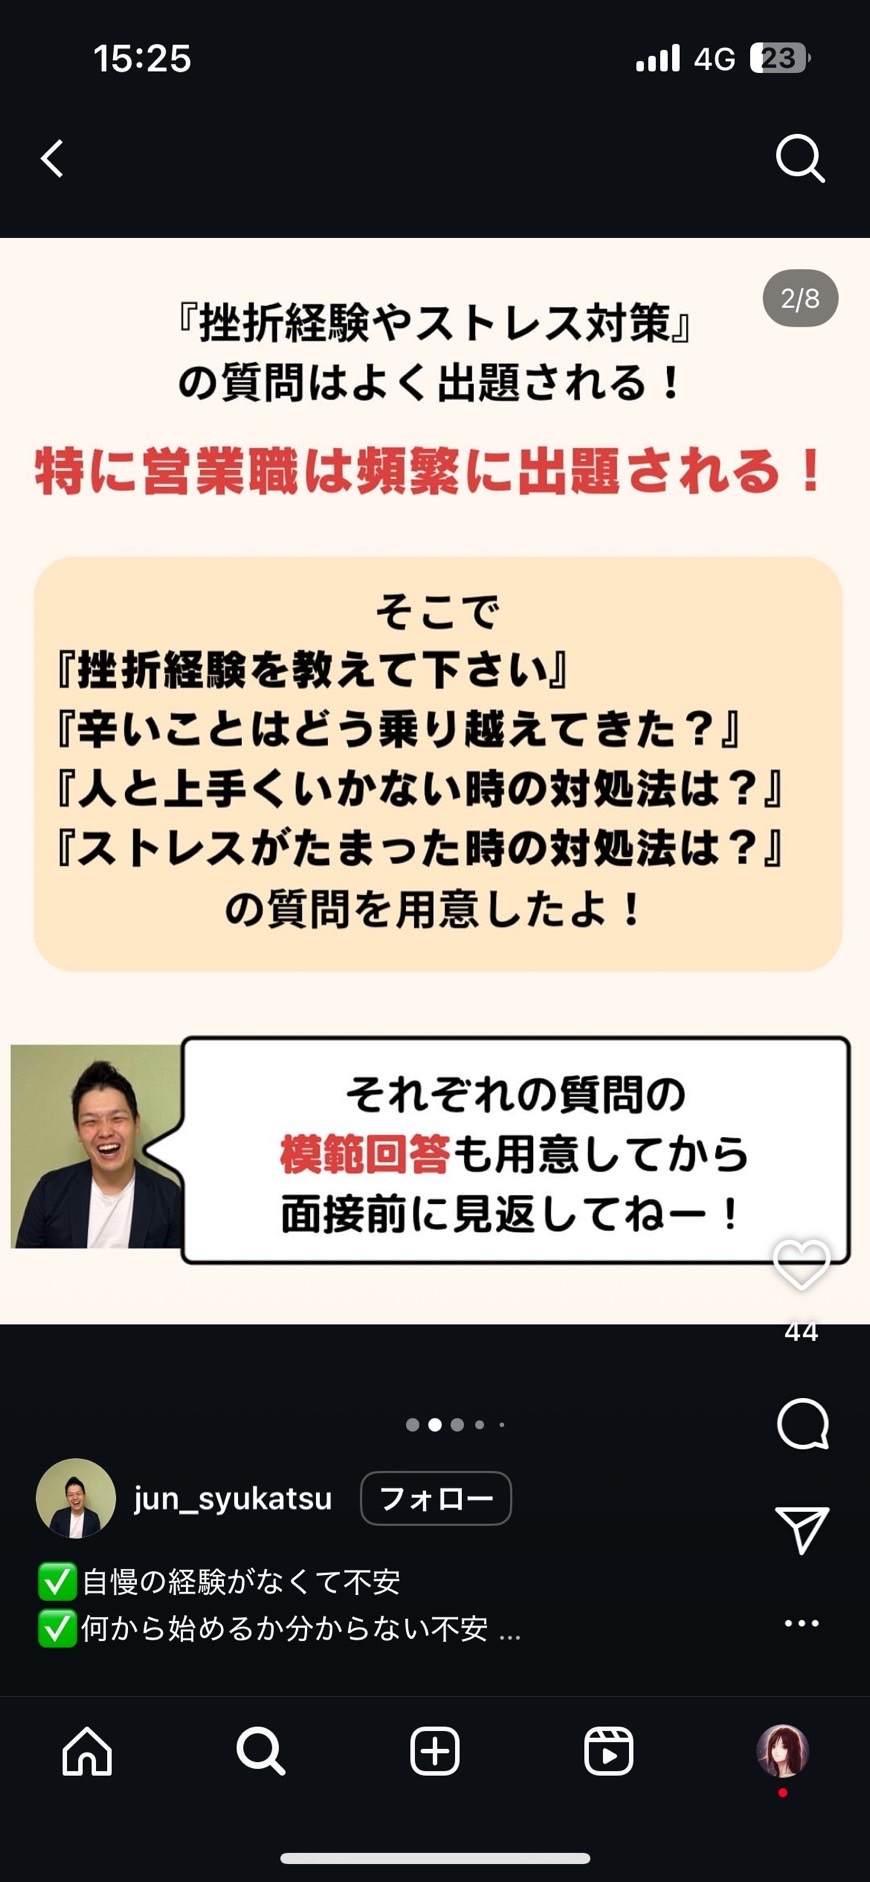 15:25
4G 23
2/8
『挫折経験やストレス対策』
の質問はよく出題される！
特に営業職は頻繁に出題される！
そこで
『挫折経験を教えて下さい』
『辛いことはどう乗り越えてきた？』
『人と上手くいかない時の対処法は？』
『ストレスがたまった時の対処法は？』
の質問を用意したよ！
それぞれの質問の
模範回答も用意してから
面接前に見返してねー！
44
jun_syukatsu フォロー
✅自慢の経験がなくて不安
✅何から始めるか分からない不安 ...